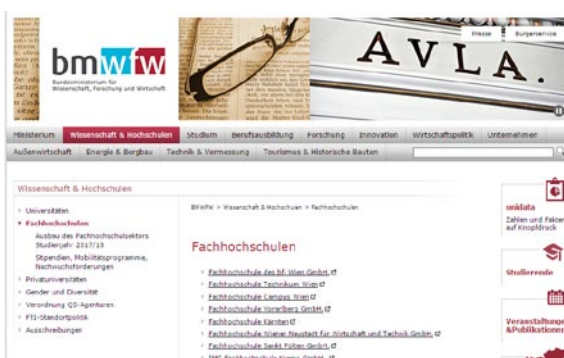 Presse
Bürgerservice
AVLA.
bmwfw
Bundesministerium für
Wissenschaft, Forschung und Wirtschaft
Ministerium Wissenschaft & Hochschulen Studium Berufsausbildung Forschung Innovation Wirtschaftspolitik Unternehmen
Außenwirtschaft Energie & Bergbau Technik & Vermessung Tourismus & Historische Bauten
Wissenschaft & Hochschulen
Universitäten
Fachhochschulen
Ausbau des Fachhochschulsektors
Studienjahr 2017/18
Stipendien, Mobilitätsprogramme,
Nachwuchsförderungen
Privatuniversitäten
Gender und Diversität
Verordnung QS-Agenturen
FTI-Standortpolitik
Ausschreibungen
BMWFW > Wissenschaft & Hochschulen > Fachhochschulen
Fachhochschulen
Fachhochschule des bfi Wien GmbH,
Fachhochschule Technikum Wien
Fachhochschule Campus Wien
Fachhochschule Vorarlberg GmbH,
Fachhochschule Kärnten
Fachhochschule Wiener Neustadt für Wirtschaft und Technik GmbH,
Fachhochschule Sankt Pölten GmbH,
unidata
Zahlen und Fakten
auf Knopfdruck
Studierende
Veranstaltunge
&Publikationen